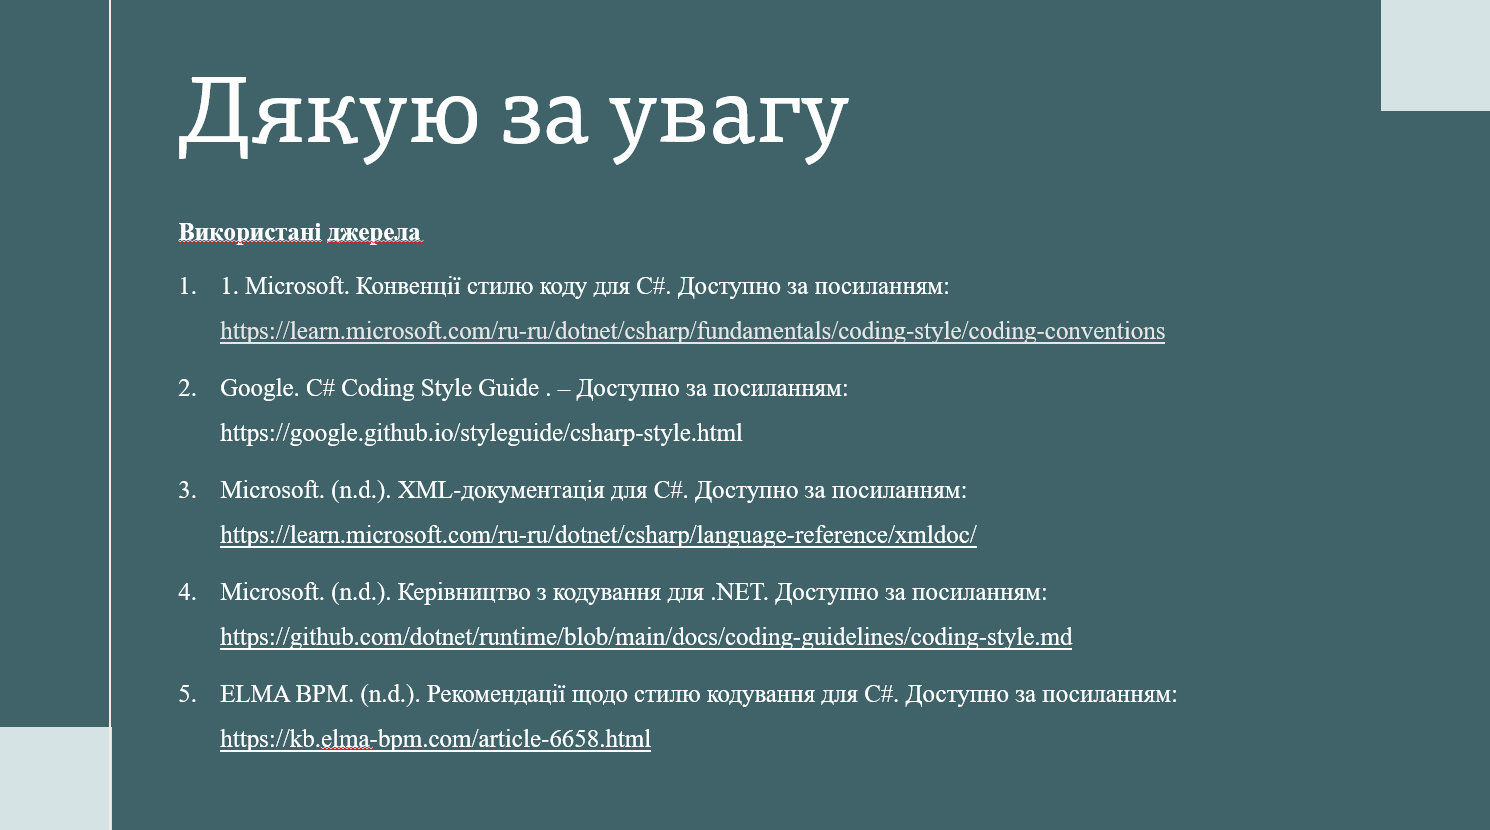 Дякую за увагу
Використані джерела
1. 1. Microsoft. Конвенції стилю коду для C#. Доступно за посиланням:
https://learn.microsoft.com/ru-ru/dotnet/csharp/fundamentals/coding-style/coding-conventions
2. Google. C# Coding Style Guide . – Доступно за посиланням:
https://google.github.io/styleguide/csharp-style.html
3. Microsoft. (n.d.). XML-документація для C#. Доступно за посиланням:
https://learn.microsoft.com/ru-ru/dotnet/csharp/language-reference/xmldoc/
4. Microsoft. (n.d.). Керівництво з кодування для .NET. Доступно за посиланням:
https://github.com/dotnet/runtime/blob/main/docs/coding-guidelines/coding-style.md
5. ELMA BPM. (n.d.). Рекомендації щодо стилю кодування для C#. Доступно за посиланням:
https://kb.elma-bpm.com/article-6658.html